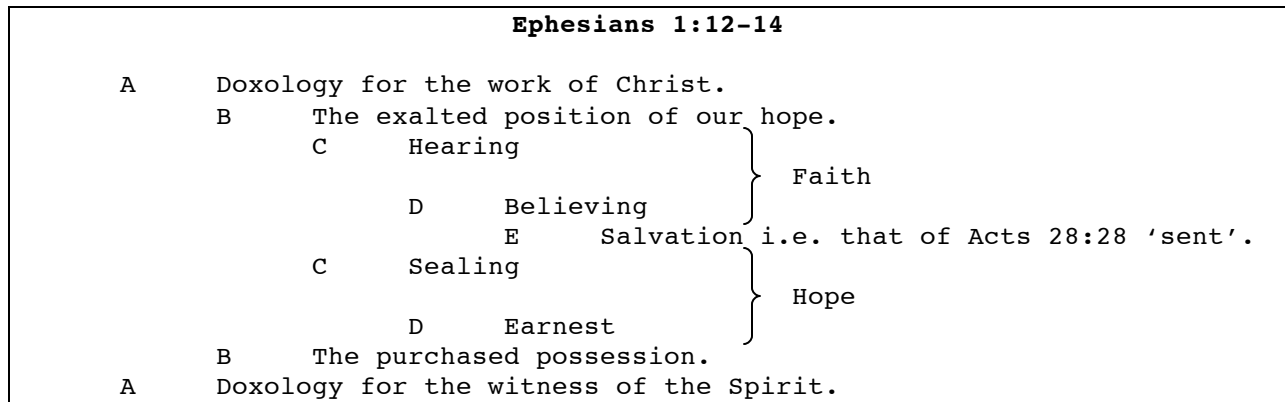 Ephesians 1:12-14
A Doxology for the work of Christ.
B The exalted position of our hope.
C Hearing
Faith
D Believing
E Salvation i.e. that of Acts 28:28 ‘sent’.
C Sealing
Hope
D Earnest
B The purchased possession.
A Doxology for the witness of the Spirit.